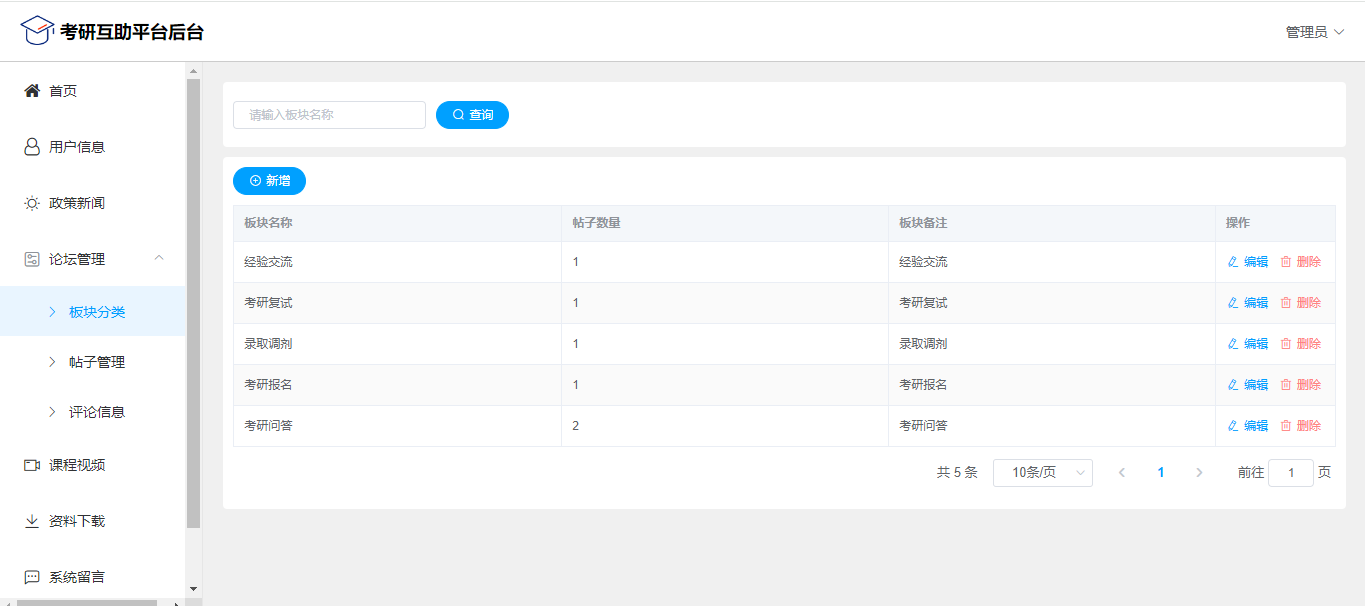 考研互助平台后台
管理员
首页
用户信息
政策新闻
论坛管理
板块分类
帖子管理
评论信息
课程视频
资料下载
系统留言
请输入板块名称 查询
新增
板块名称 帖子数量 板块备注 操作
经验交流 1 经验交流 编辑 删除
考研复试 1 考研复试 编辑 删除
录取调剂 1 录取调剂 编辑 删除
考研报名 1 考研报名 编辑 删除
考研问答 2 考研问答 编辑 删除
共 5 条 10条/页 1 前往 1 页